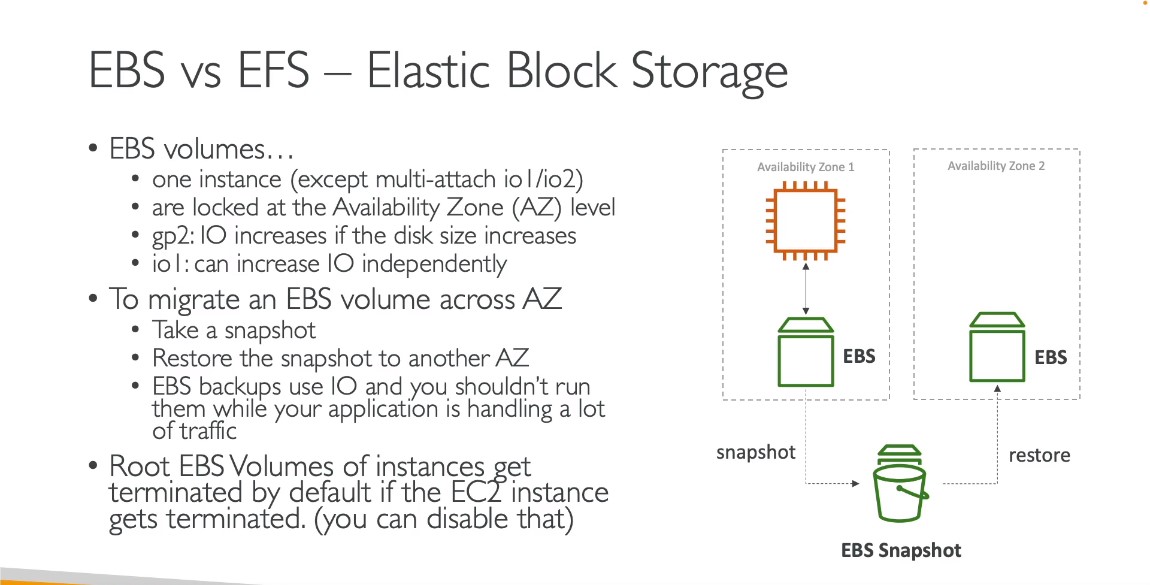 EBS vs EFS – Elastic Block Storage
• EBS volumes…
• one instance (except multi-attach io1/io2)
• are locked at the Availability Zone (AZ) level
• gp2: IO increases if the disk size increases
• io1: can increase IO independently
• To migrate an EBS volume across AZ
• Take a snapshot
• Restore the snapshot to another AZ
• EBS backups use IO and you shouldn’t run
them while your application is handling a lot
of traffic
• Root EBS Volumes of instances get
terminated by default if the EC2 instance
gets terminated. (you can disable that)
Availability Zone 1
Availability Zone 2
EBS
EBS
snapshot
restore
EBS Snapshot